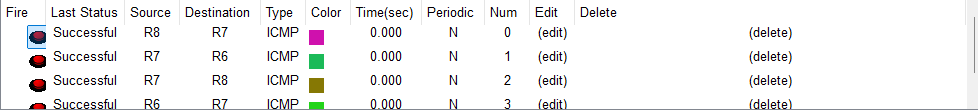 Fire Last Status Source Destination Type Color Time(sec) Periodic Num Edit Delete
Successful R8 R7 ICMP 0.000 N 0 (edit) (delete)
Successful R7 R6 ICMP 0.000 N 1 (edit) (delete)
Successful R7 R8 ICMP 0.000 N 2 (edit) (delete)
Successful R6 R7 ICMP 0.000 N 3 (edit) (delete)